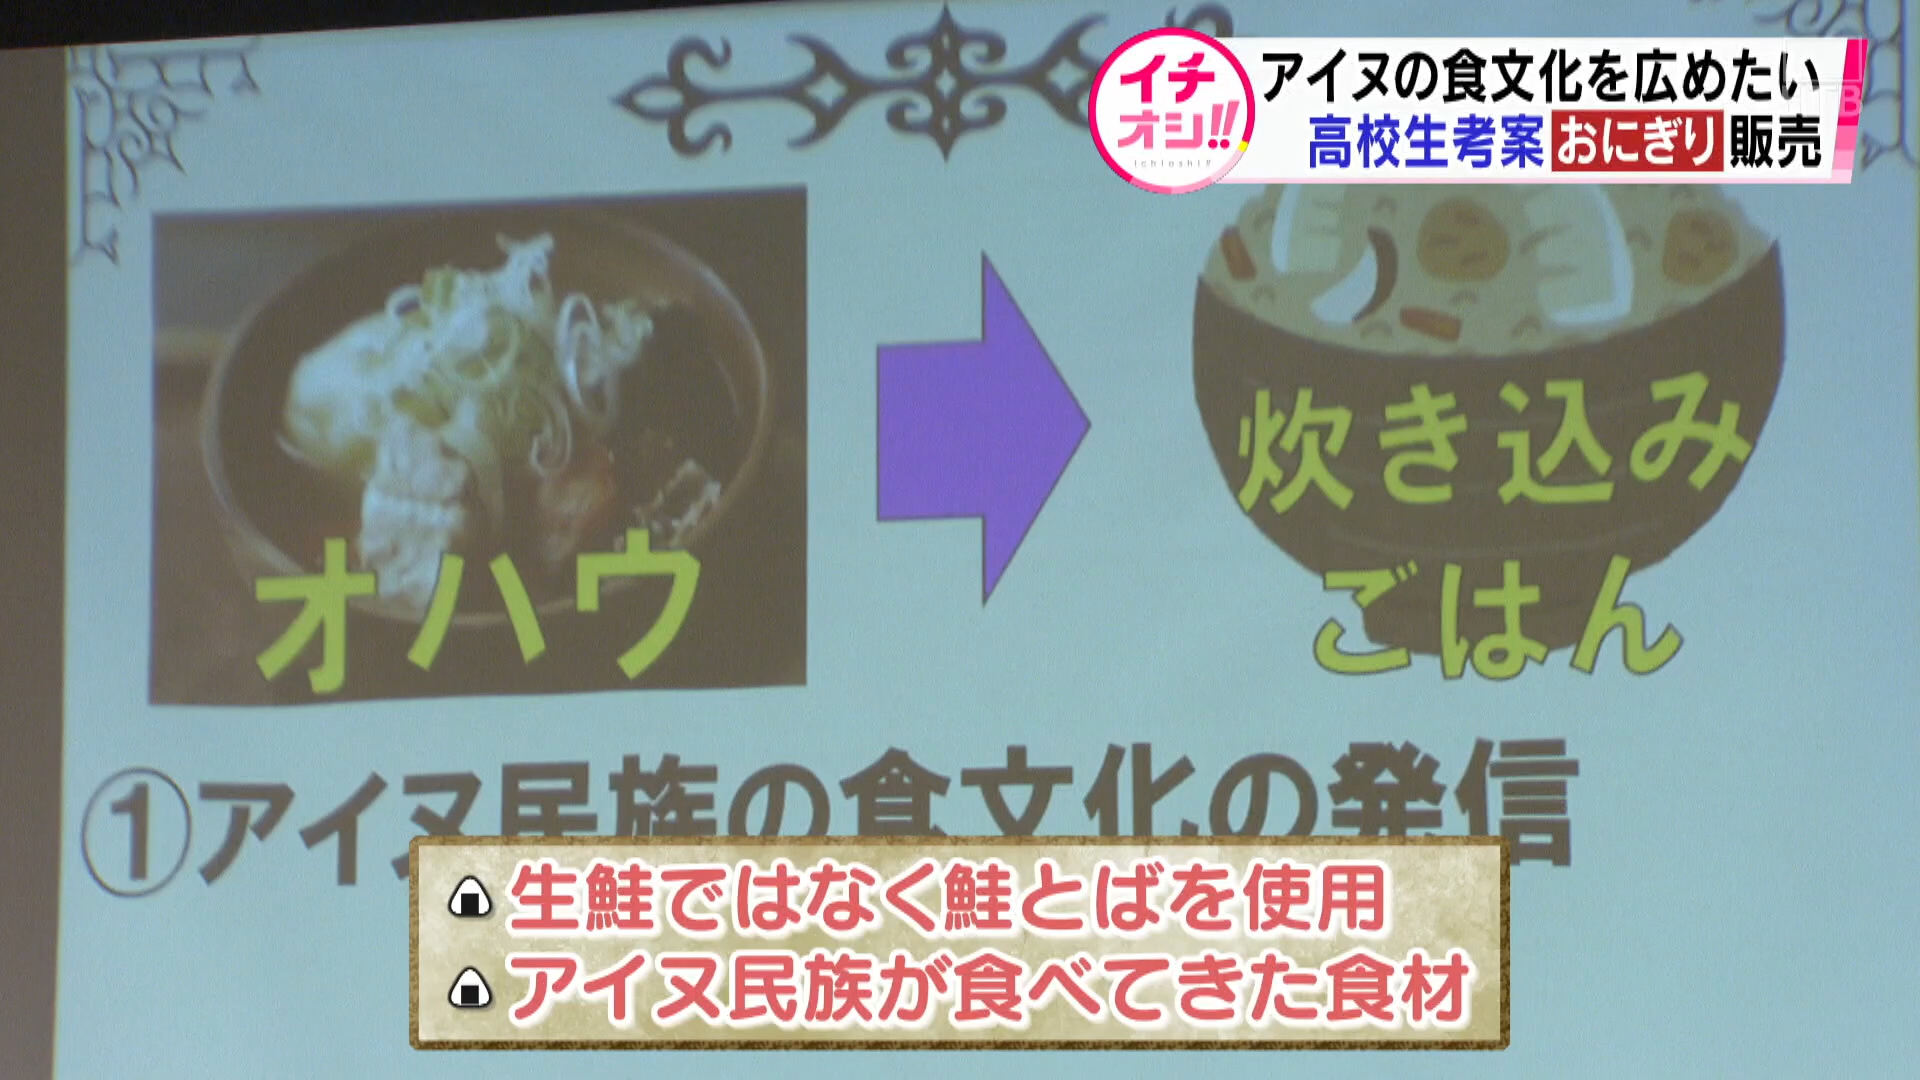 イチオシ!!
ichioshi!!
アイヌの食文化を広めたい
高校生考案おにぎり販売
オハウ
炊き込み
ごはん
①アイヌ民族の食文化の発信
生鮭ではなく鮭とばを使用
アイヌ民族が食べてきた食材